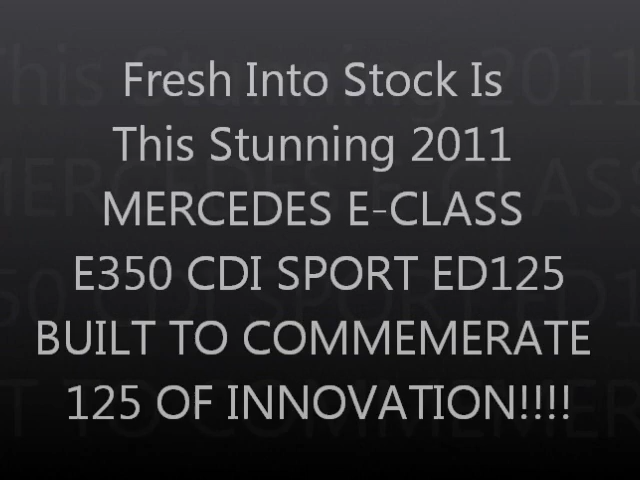 Fresh Into Stock Is
This Stunning 2011
MERCEDES E-CLASS
E350 CDI SPORT ED125
BUILT TO COMMEMERATE
125 OF INNOVATION!!!!